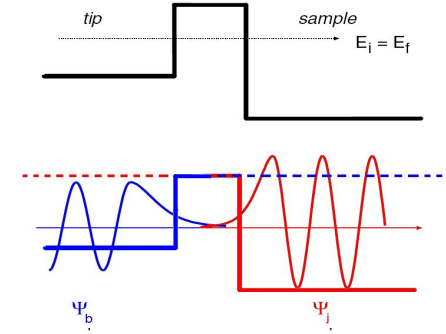 tip sample
E_i = E_f
Ψ_b Ψ_j